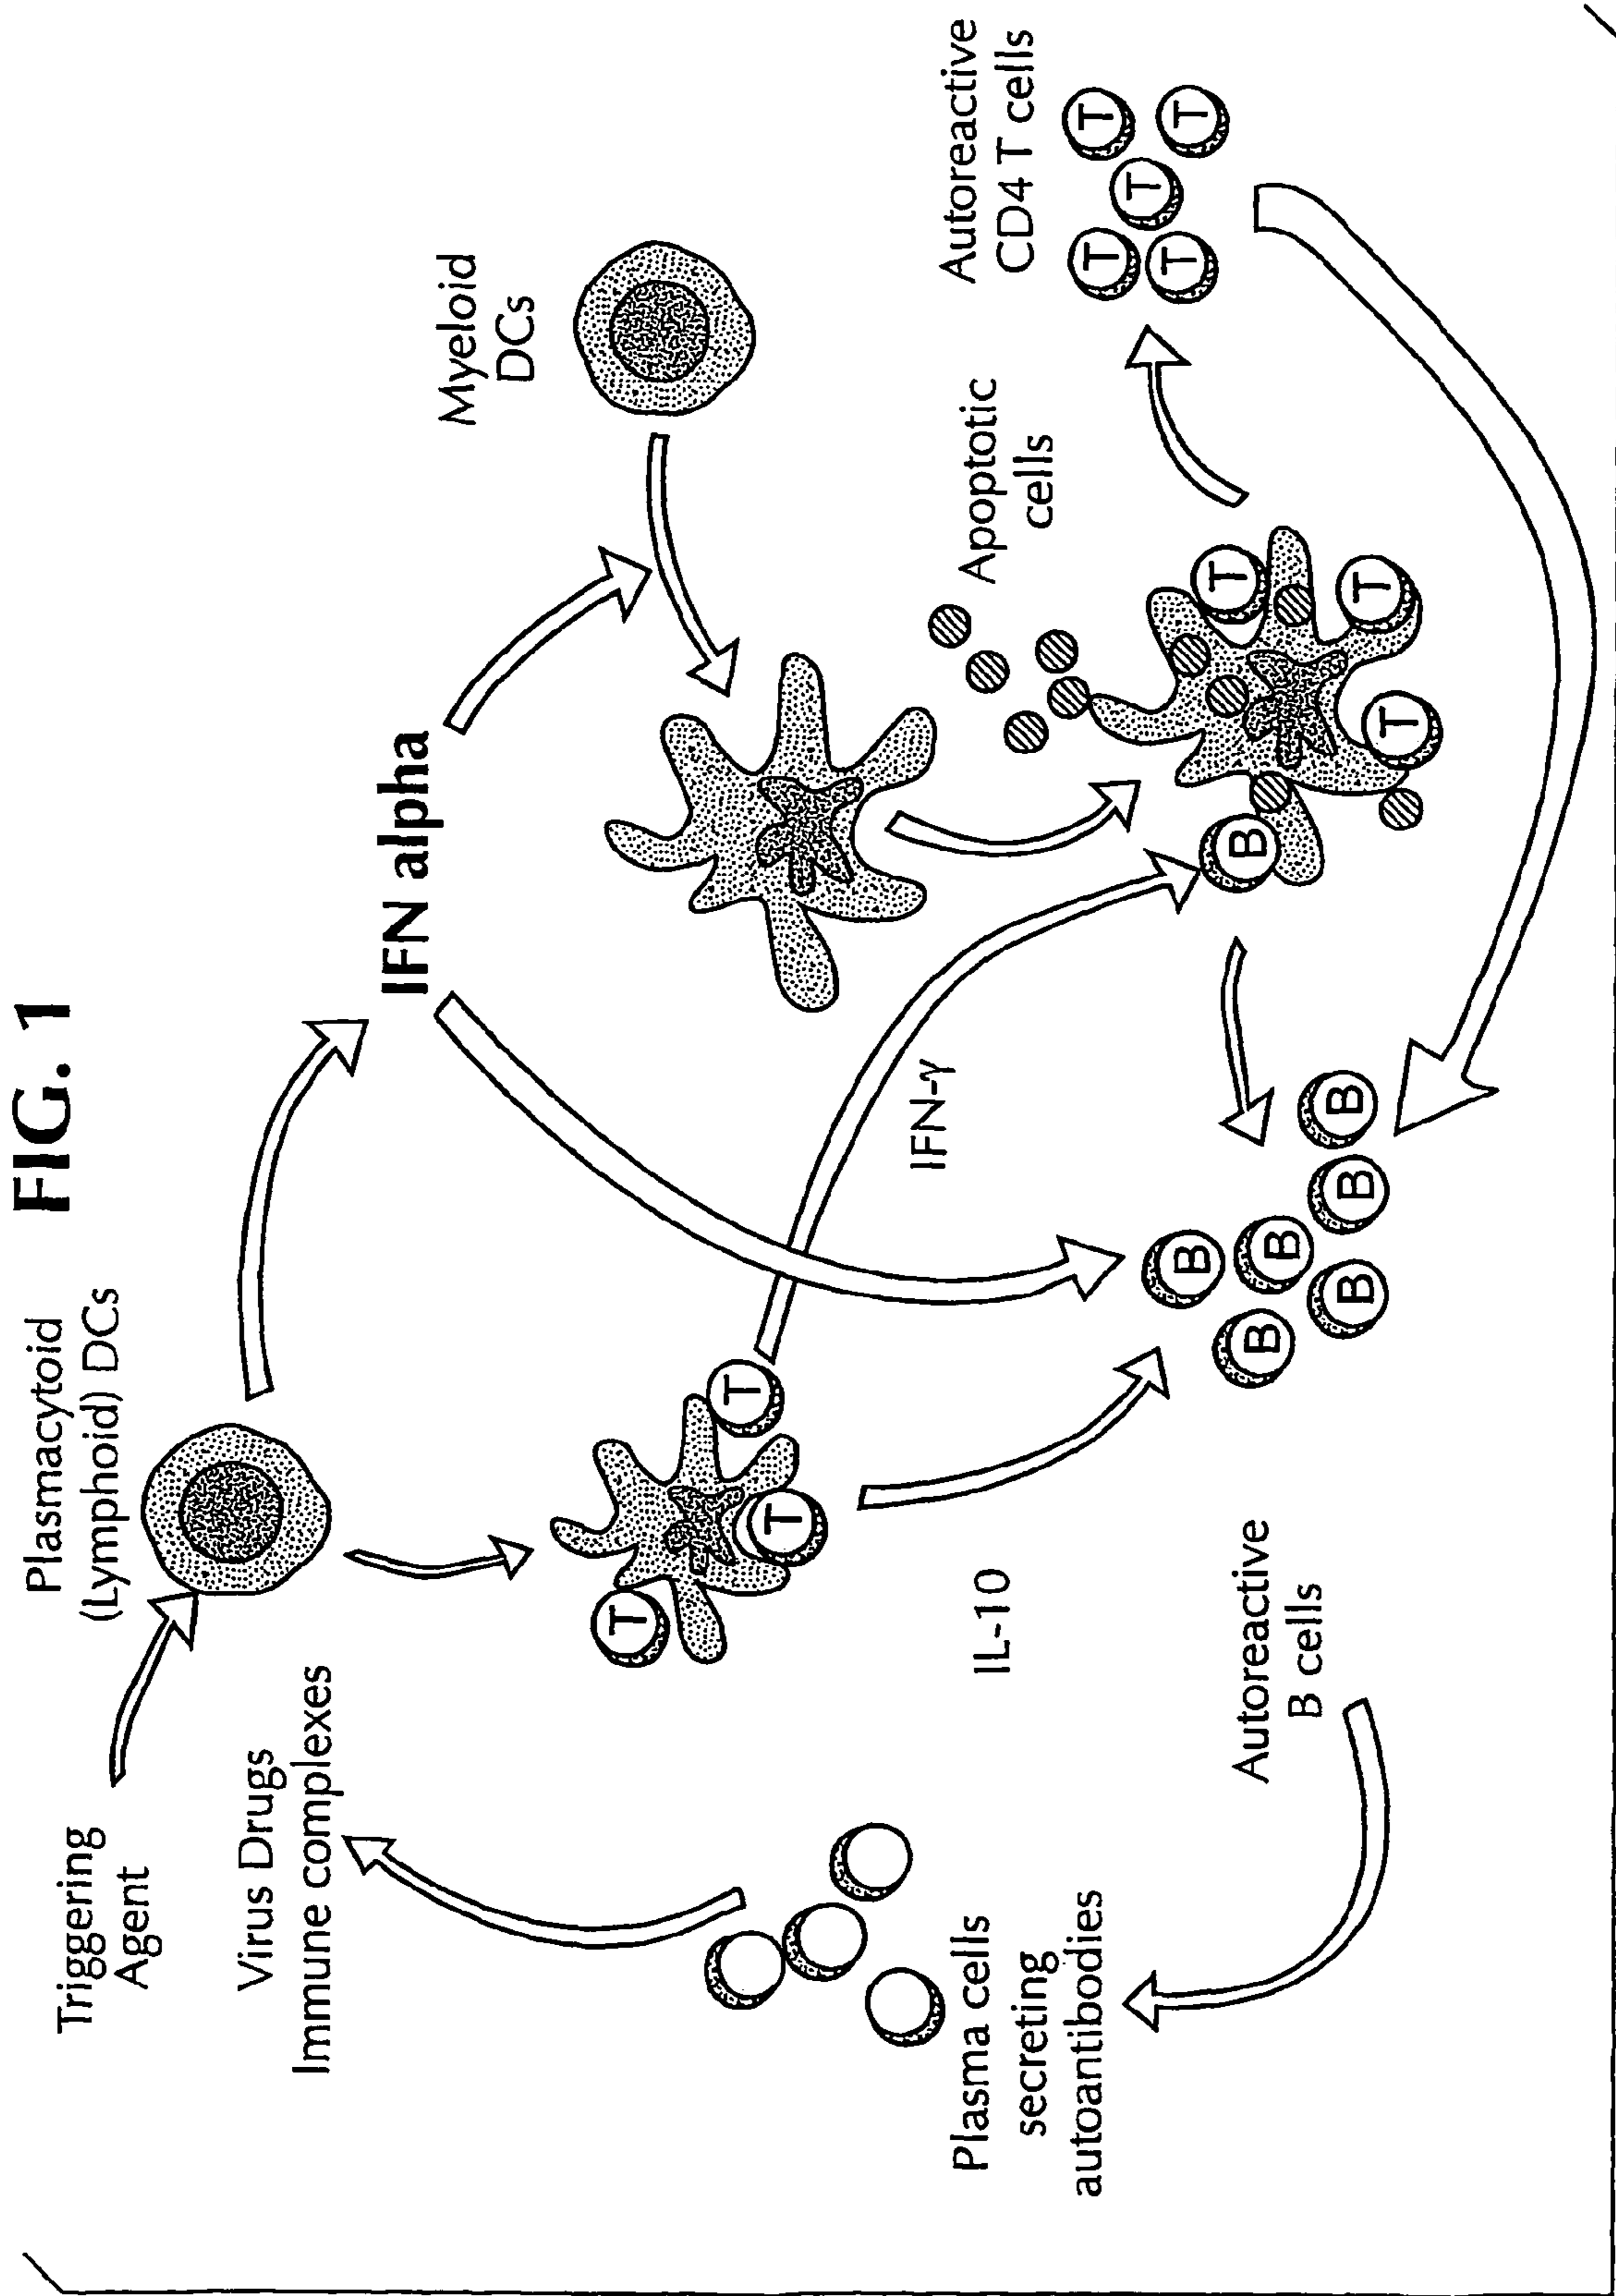 FIG. 1
Plasmacytoid
(Lymphoid) DCs
Triggering
Agent
Virus Drugs
Immune complexes
IFN alpha
Myeloid
DCs
T
T
T
IFN-γ
IL-10
Apoptotic
cells
Autoreactive
CD4 T cells
T
T
T
T
T
T
T
T
B
B
B
B
B
B
B
Autoreactive
B cells
Plasma cells
secreting
autoantibodies